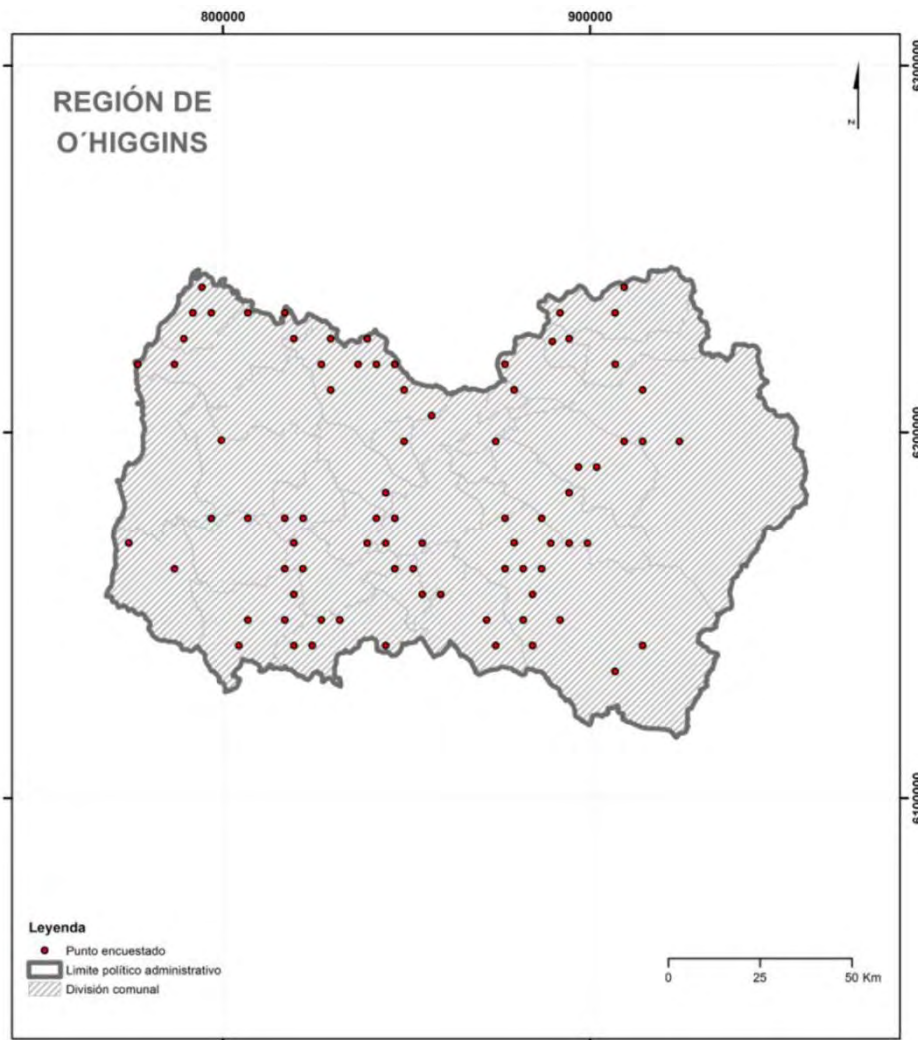 800000
900000
6300000
REGIÓN DE
O´HIGGINS
N
6200000
6100000
Leyenda
Punto encuestado
Limite político administrativo
División comunal
0 25 50 Km